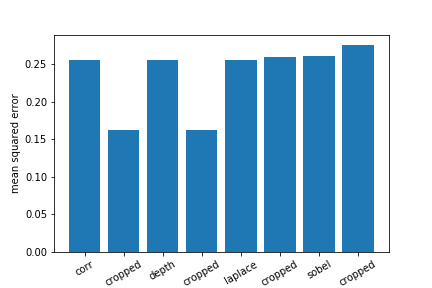 0.25
0.20
0.15
0.10
0.05
0.00
mean squared error
corr
cropped
depth
cropped
laplace
cropped
sobel
cropped